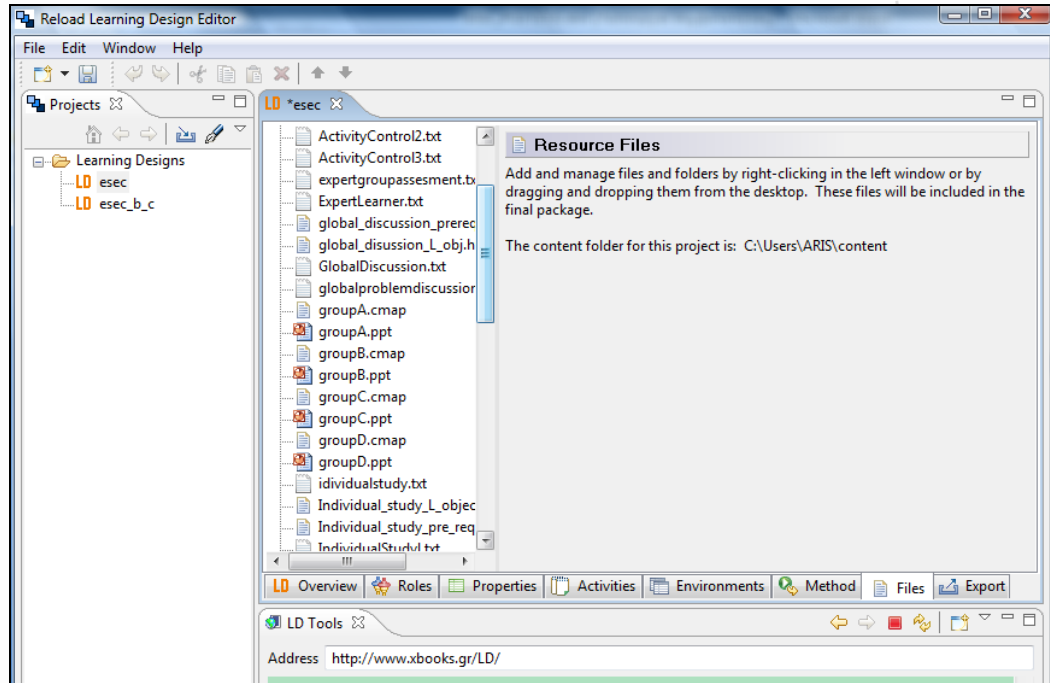 Reload Learning Design Editor
File Edit Window Help
Projects
LD *esec
Learning Designs
LD esec
LD esec_b_c
ActivityControl2.txt
ActivityControl3.txt
expertgroupassesment.tx
ExpertLearner.txt
global_discussion_prerec
global_disussion_L_obj.h
GlobalDiscussion.txt
globalproblemdiscussion
groupA.cmap
groupA.ppt
groupB.cmap
groupB.ppt
groupC.cmap
groupC.ppt
groupD.cmap
groupD.ppt
idividualstudy.txt
Individual_study_L_objec
Individual_study_pre_req
IndividualStudyI.txt
Resource Files
Add and manage files and folders by right-clicking in the left window or by
dragging and dropping them from the desktop. These files will be included in the
final package.
The content folder for this project is: C:\Users\ARIS\content
LD Overview Roles Properties Activities Environments Method Files Export
LD Tools
Address http://www.xbooks.gr/LD/